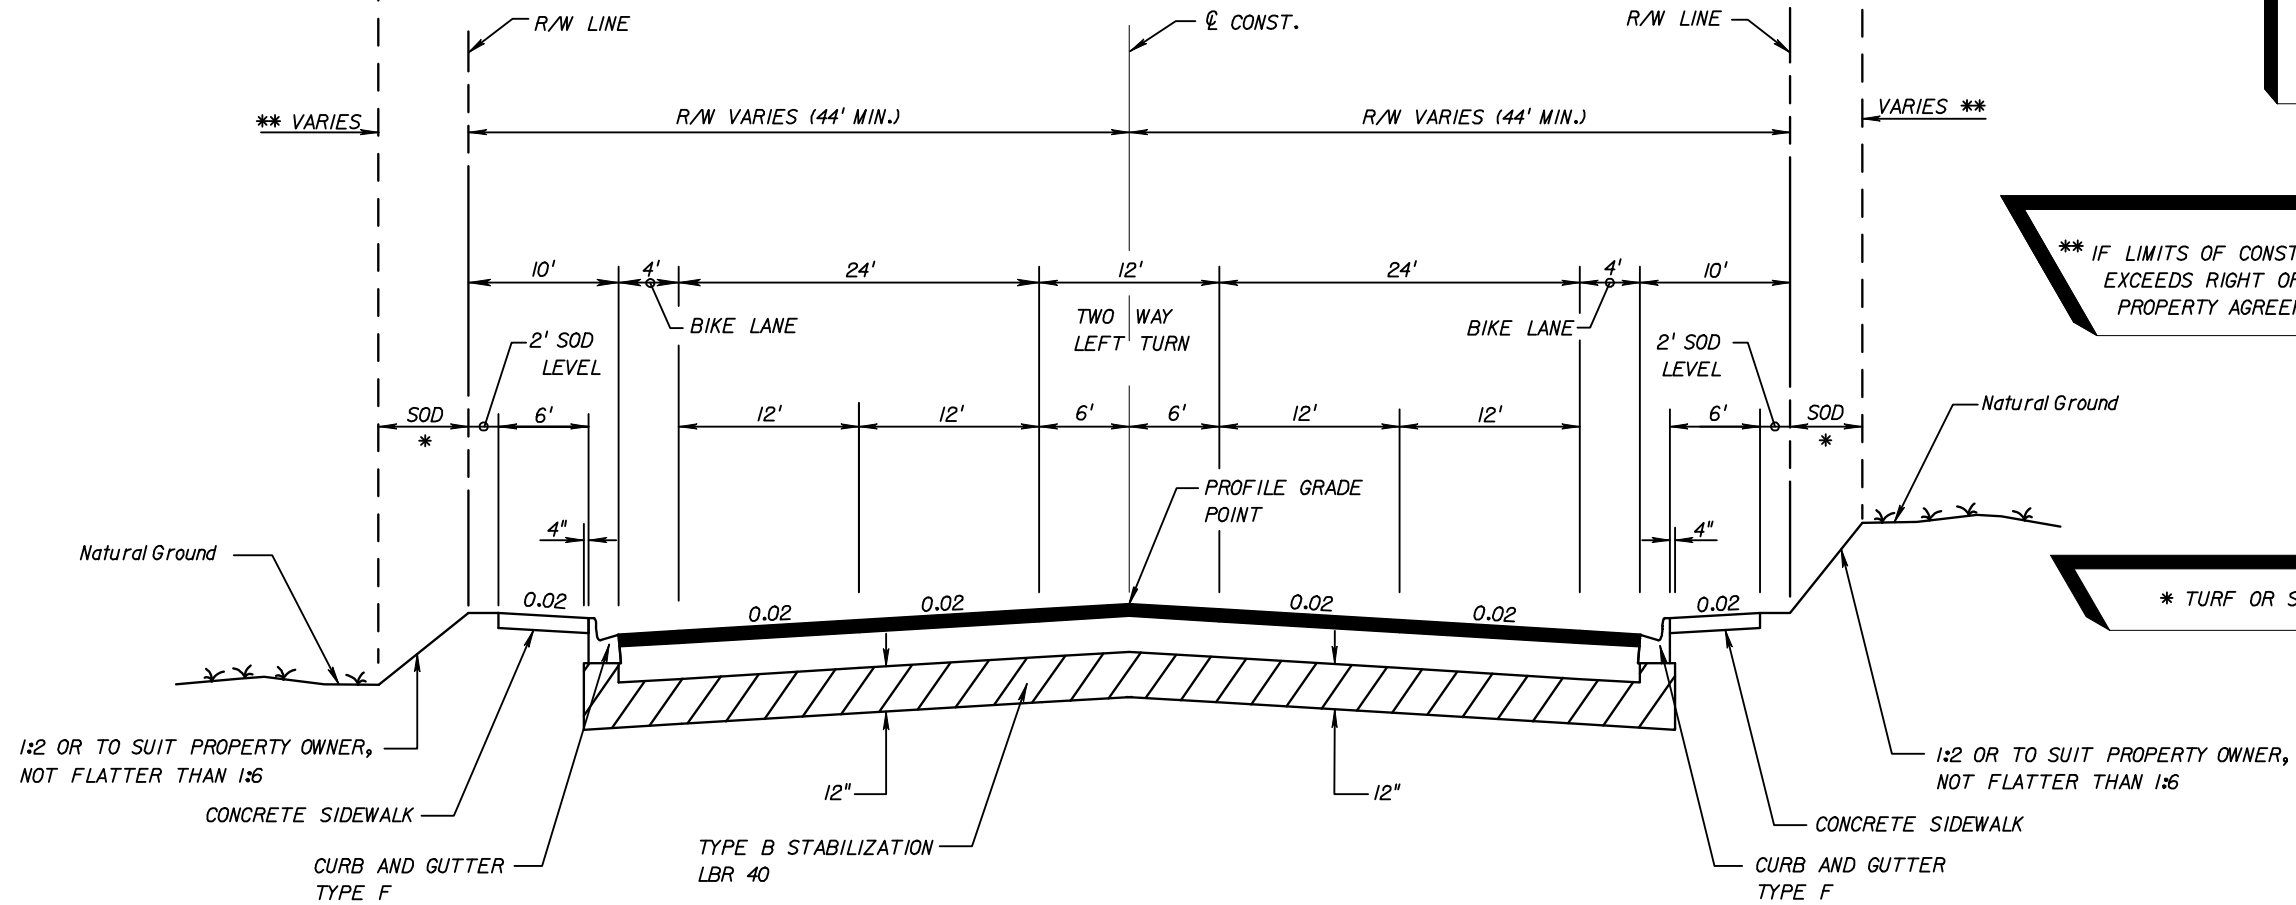 R/W LINE
℄ CONST.
R/W LINE
** VARIES
R/W VARIES (44' MIN.)
R/W VARIES (44' MIN.)
VARIES **
10'
4'
24'
12'
24'
4'
10'
** IF LIMITS OF CONST
EXCEEDS RIGHT OF
PROPERTY AGREE
BIKE LANE
TWO WAY
LEFT TURN
BIKE LANE
2' SOD
LEVEL
2' SOD
LEVEL
SOD
*
6'
12'
12'
6'
6'
12'
12'
6'
SOD
*
Natural Ground
PROFILE GRADE
POINT
4"
4"
Natural Ground
0.02
0.02
0.02
0.02
0.02
0.02
* TURF OR S
1:2 OR TO SUIT PROPERTY OWNER,
NOT FLATTER THAN 1:6
1:2 OR TO SUIT PROPERTY OWNER,
NOT FLATTER THAN 1:6
12"
12"
CONCRETE SIDEWALK
CONCRETE SIDEWALK
TYPE B STABILIZATION
LBR 40
CURB AND GUTTER
TYPE F
CURB AND GUTTER
TYPE F